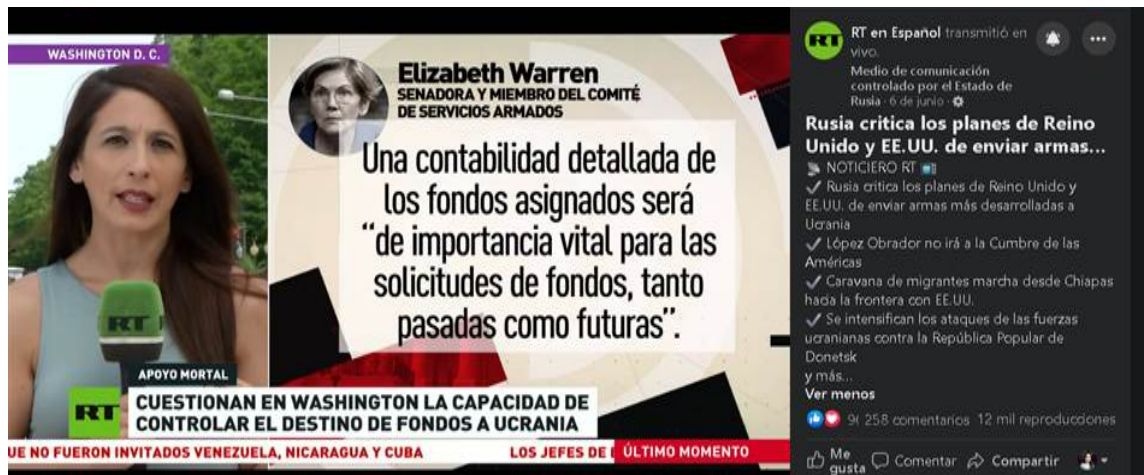 WASHINGTON D. C.
Elizabeth Warren
SENADORA Y MIEMBRO DEL COMITÉ
DE SERVICIOS ARMADOS
Una contabilidad detallada de
los fondos asignados será
“de importancia vital para las
solicitudes de fondos, tanto
pasadas como futuras”.
RT
APOYO MORTAL
RT
CUESTIONAN EN WASHINGTON LA CAPACIDAD DE
CONTROLAR EL DESTINO DE FONDOS A UCRANIA
UE NO FUERON INVITADOS VENEZUELA, NICARAGUA Y CUBA LOS JEFES DE ÚLTIMO MOMENTO
RT
RT en Español transmitió en
vivo.
Medio de comunicación
controlado por el Estado de
Rusia · 6 de junio ·
Rusia critica los planes de Reino
Unido y EE.UU. de enviar armas...
NOTICIERO RT
✓ Rusia critica los planes de Reino Unido y
EE.UU. de enviar armas más desarrolladas a
Ucrania
✓ López Obrador no irá a la Cumbre de las
Américas
✓ Caravana de migrantes marcha desde Chiapas
hacia la frontera con EE.UU.
✓ Se intensifican los ataques de las fuerzas
ucranianas contra la República Popular de
Donetsk
y más...
Ver menos
258 comentarios 12 mil reproducciones
Me
gusta Comentar Compartir